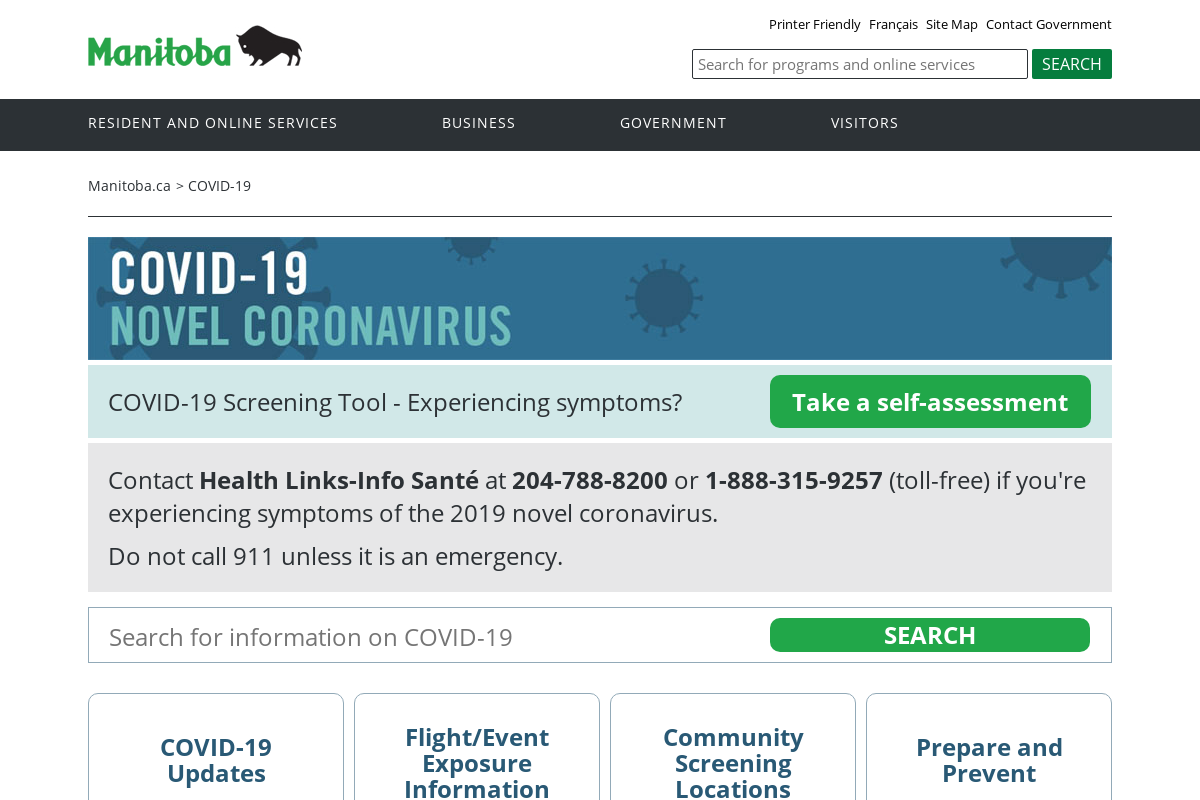 Printer Friendly Français Site Map Contact Government
Manitoba
Search for programs and online services SEARCH
RESIDENT AND ONLINE SERVICES BUSINESS GOVERNMENT VISITORS
Manitoba.ca > COVID-19
COVID-19
NOVEL CORONAVIRUS
COVID-19 Screening Tool - Experiencing symptoms? Take a self-assessment
Contact Health Links-Info Santé at 204-788-8200 or 1-888-315-9257 (toll-free) if you're
experiencing symptoms of the 2019 novel coronavirus.
Do not call 911 unless it is an emergency.
Search for information on COVID-19 SEARCH
COVID-19
Updates
Flight/Event
Exposure
Information
Community
Screening
Locations
Prepare and
Prevent